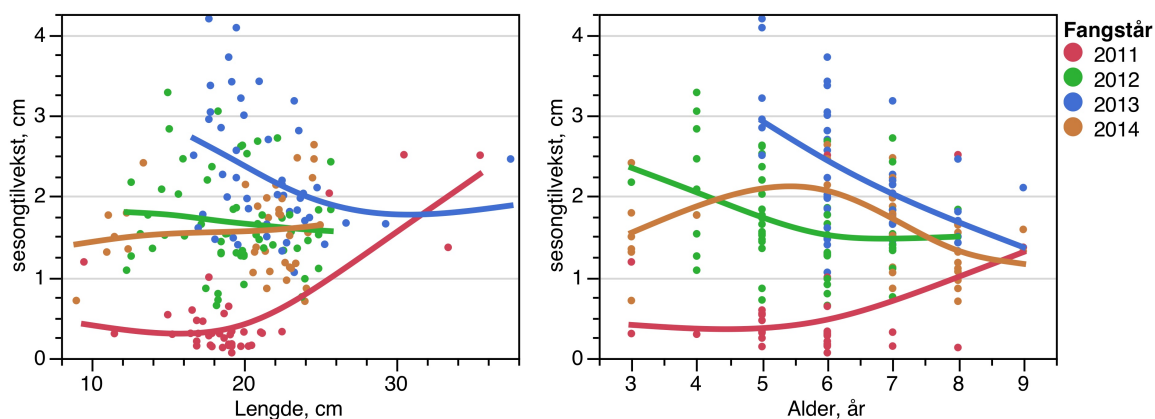 sesongtilvekst, cm
4
3
2
1
0
10 20 30
Lengde, cm
sesongtilvekst, cm
4
3
2
1
0
3 4 5 6 7 8 9
Alder, år
Fangstår
2011
2012
2013
2014